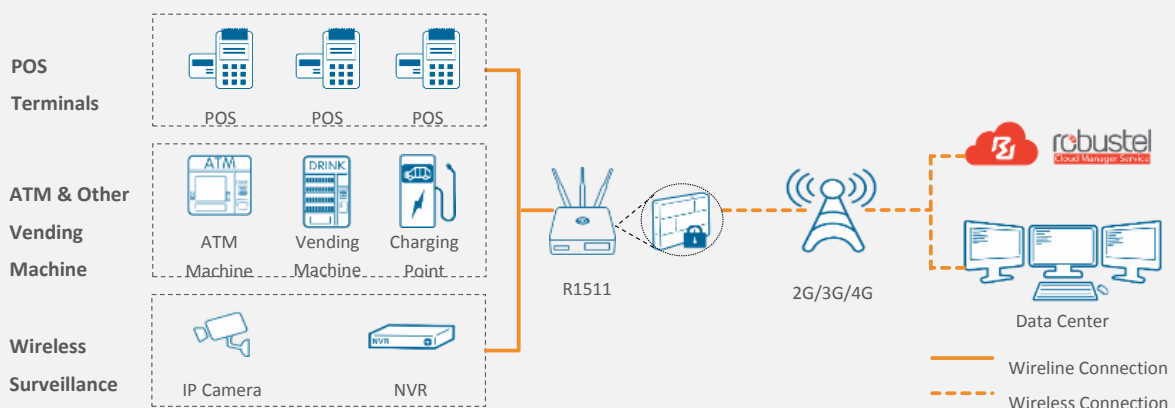 POS
Terminals
POS
POS
POS
ATM & Other
Vending
Machine
ATM
DRINK
ATM
Machine
Vending
Machine
Charging
Point
Wireless
Surveillance
NVR
IP Camera
NVR
R1511
2G/3G/4G
robustel
Cloud Manager Service
Data Center
Wireline Connection
Wireless Connection